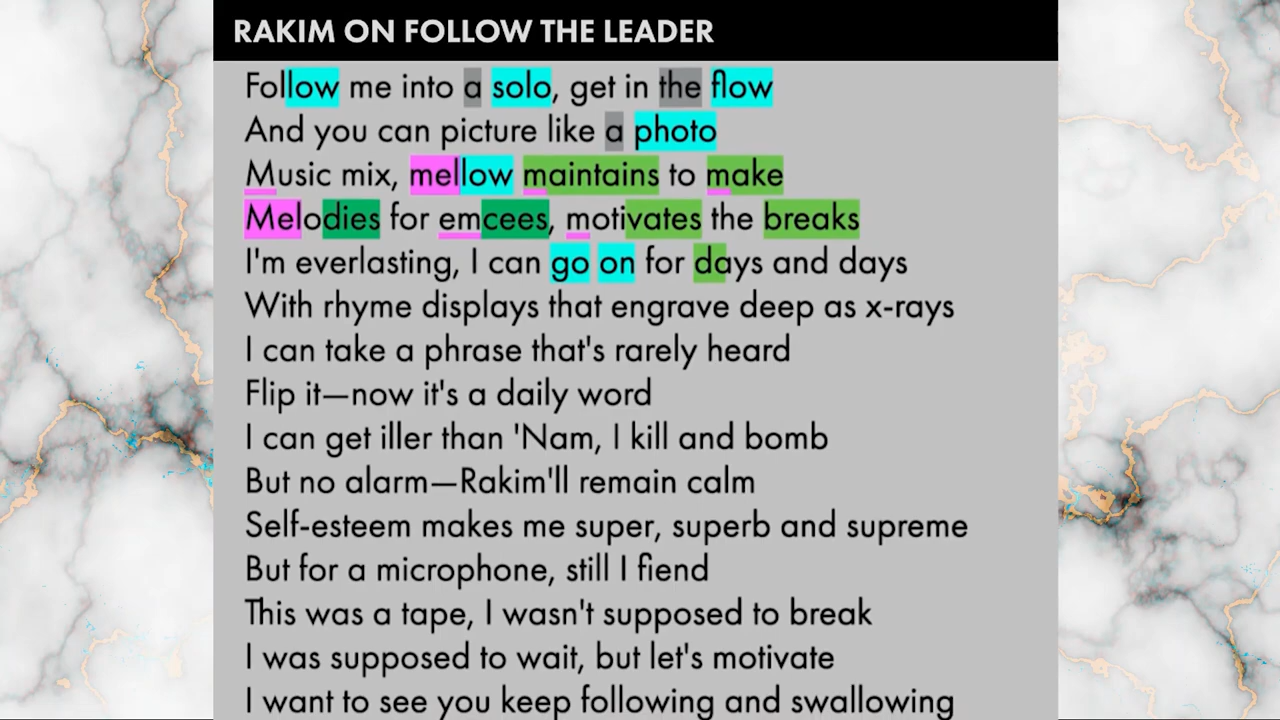 RAKIM ON FOLLOW THE LEADER
Follow me into a solo, get in the flow
And you can picture like a photo
Music mix, mellow maintains to make
Melodies for emcees, motivates the breaks
I'm everlasting, I can go on for days and days
With rhyme displays that engrave deep as x-rays
I can take a phrase that's rarely heard
Flip it—now it's a daily word
I can get iller than 'Nam, I kill and bomb
But no alarm—Rakim'll remain calm
Self-esteem makes me super, superb and supreme
But for a microphone, still I fiend
This was a tape, I wasn't supposed to break
I was supposed to wait, but let's motivate
I want to see you keep following and swallowing